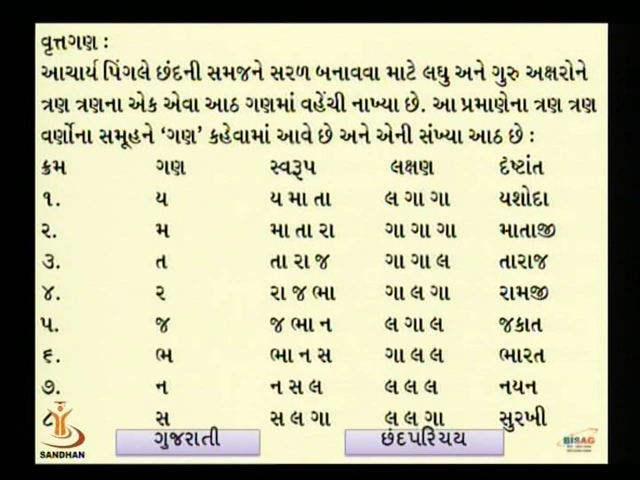 વૃત્તગણ :
આચાર્ય પિંગલે છંદની સમજને સરળ બનાવવા માટે લઘુ અને ગુરુ અક્ષરોને
ત્રણ ત્રણના એક એવા આઠ ગણમાં વહેંચી નાખ્યા છે. આ પ્રમાણેના ત્રણ ત્રણ
વર્ણોના સમૂહને ‘ગણ’ કહેવામાં આવે છે અને એની સંખ્યા આઠ છે :
ક્રમ ગણ સ્વરૂપ લક્ષણ દૃષ્ટાંત
૧. ય ય મા તા લ ગા ગા યશોદા
૨. મ મા તા રા ગા ગા ગા માતાજી
૩. ત તા રા જ ગા ગા લ તારાજ
૪. ર રા જ ભા ગા લ ગા રામજી
૫. જ જ ભા ન લ ગા લ જકાત
૬. ભ ભા ન સ ગા લ લ ભારત
૭. ન ન સ લ લ લ લ નયન
૮ સ સ લ ગા લ લ ગા સુરખી
ગુજરાતી છંદપરિચય
SANDHAN BISAG